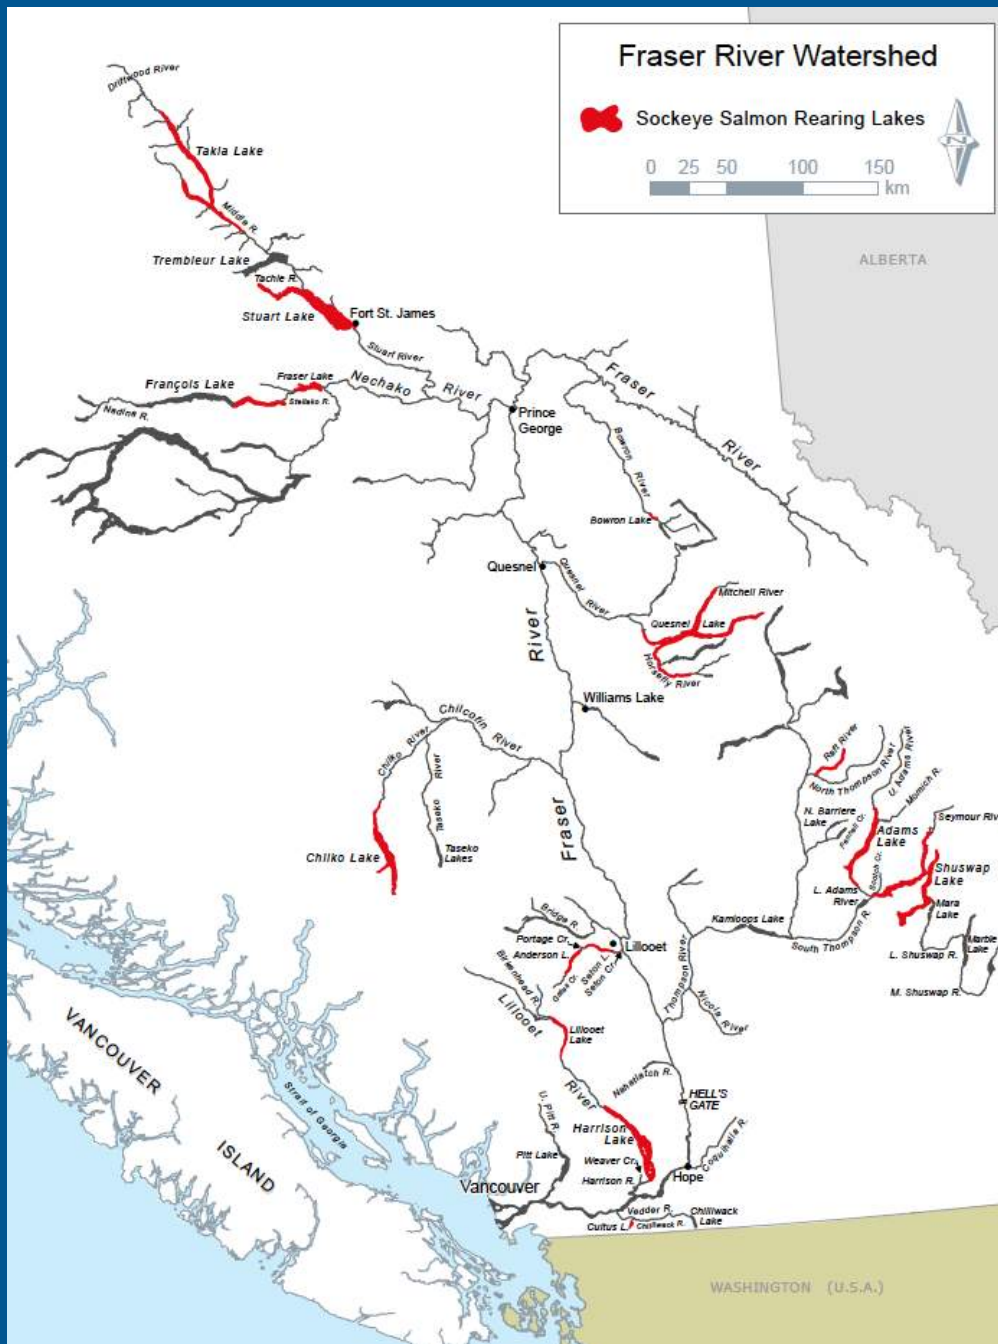 Fraser River Watershed
Sockeye Salmon Rearing Lakes
N
0 25 50 100 150
km
ALBERTA
Driftwood River
Takla Lake
Middle R.
Trembleur Lake
Tachie R.
Stuart Lake
Fort St. James
Stuart River
Fraser Lake
François Lake
Nechako
River
Stellako R.
Nadina R.
Prince
George
Fraser
River
Bowron
River
Bowron Lake
Quesnel
Quesnel
River
Mitchell River
Quesnel Lake
Horsefly River
River
Williams Lake
Chilcotin
River
Chilko River
Taseko
River
Taseko
Lakes
Chilko Lake
Fraser
Raft River
North Thompson River
U. Adams River
Momich R.
N. Barriere
Lake
Fennell Cr.
Adams
Lake
Seymour Riv
Scotch Cr.
Shuswap
Lake
L. Adams
River
Mara
Lake
Kamloops Lake
South Thompson R.
Mable
Lake
L. Shuswap R.
M. Shuswap R.
Bridge R.
Portage Cr.
Anderson L.
Lillooet
Seton L.
Seton Cr.
Gates Cr.
Birkenhead R.
Lillooet
Lillooet
Lake
River
Thompson River
Nicola River
Nahatlatch R.
HELL'S
GATE
Harrison
Lake
Coquihalla R.
U. Pitt R.
Pitt Lake
Weaver Cr.
Harrison R.
Hope
Vancouver
Vedder R.
Chilliwack
Lake
Cultus L.
Chilliwack R.
VANCOUVER
ISLAND
Strait of Georgia
WASHINGTON (U.S.A.)